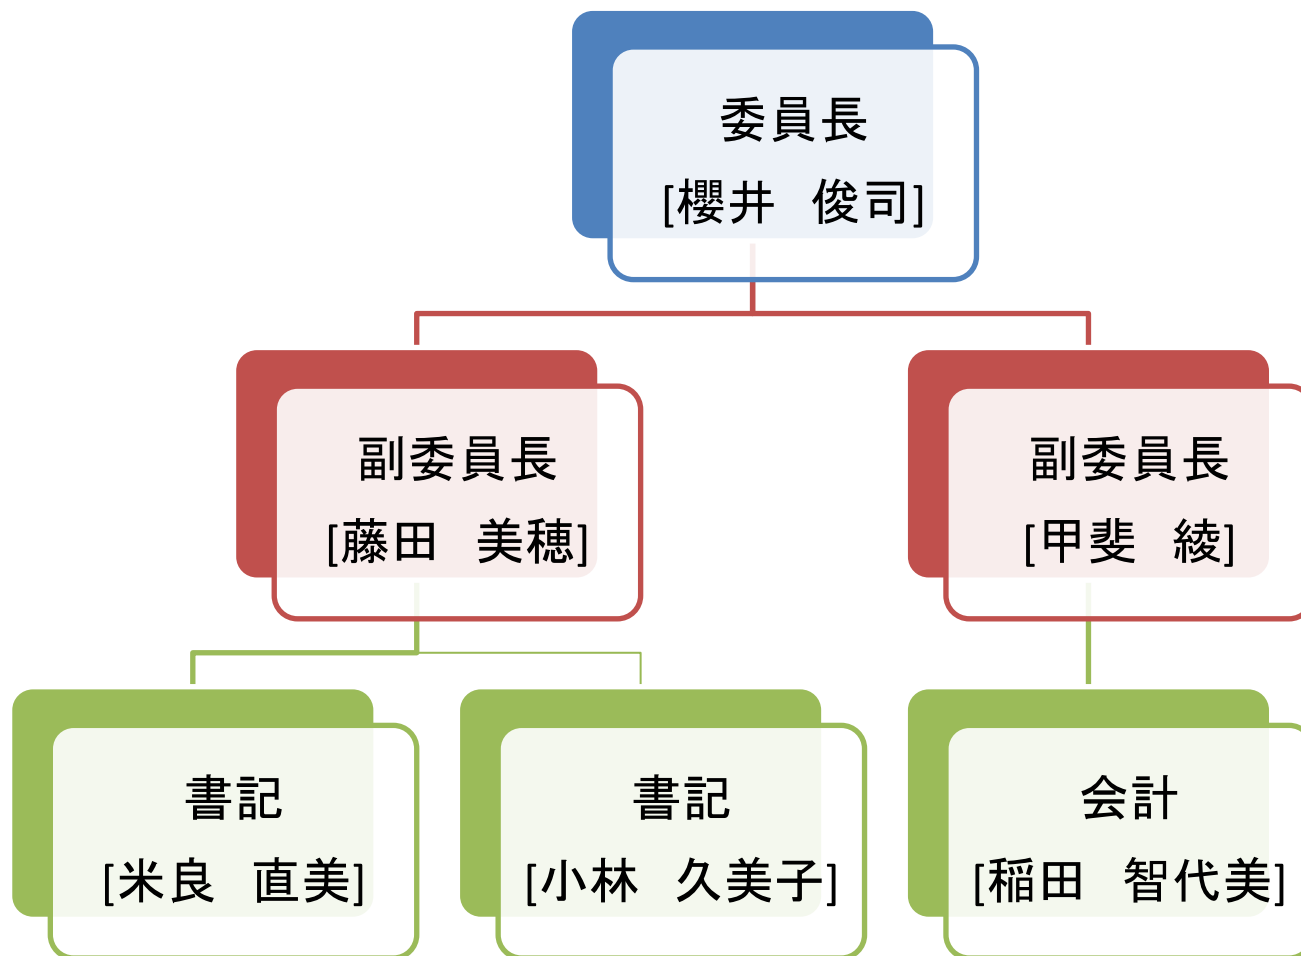 委員長
[櫻井　俊司]
副委員長
[藤田　美穂]
副委員長
[甲斐　綾]
書記
[米良　直美]
書記
[小林　久美子]
会計
[稲田　智代美]